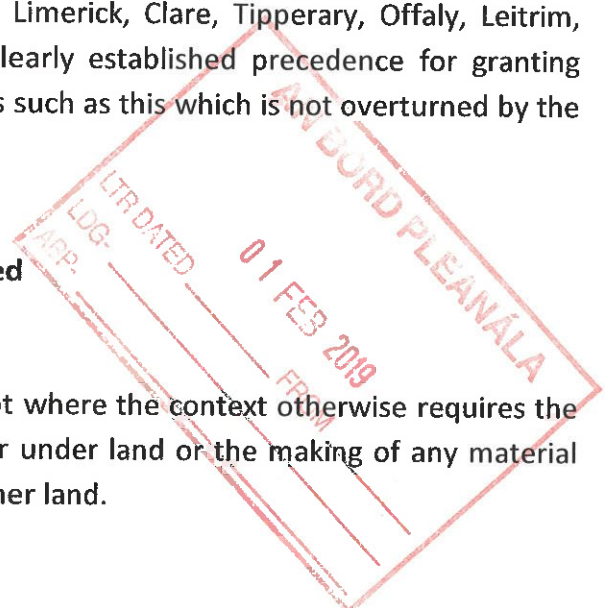 Limerick, Clare, Tipperary, Offaly, Leitrim,
learly established precedence for granting
s such as this which is not overturned by the
AN BORD PLEANÁLA
LTR DATED FROM
LDG-
ABP-
01 FEB 2019
ed
t where the context otherwise requires the
r under land or the making of any material
ner land.